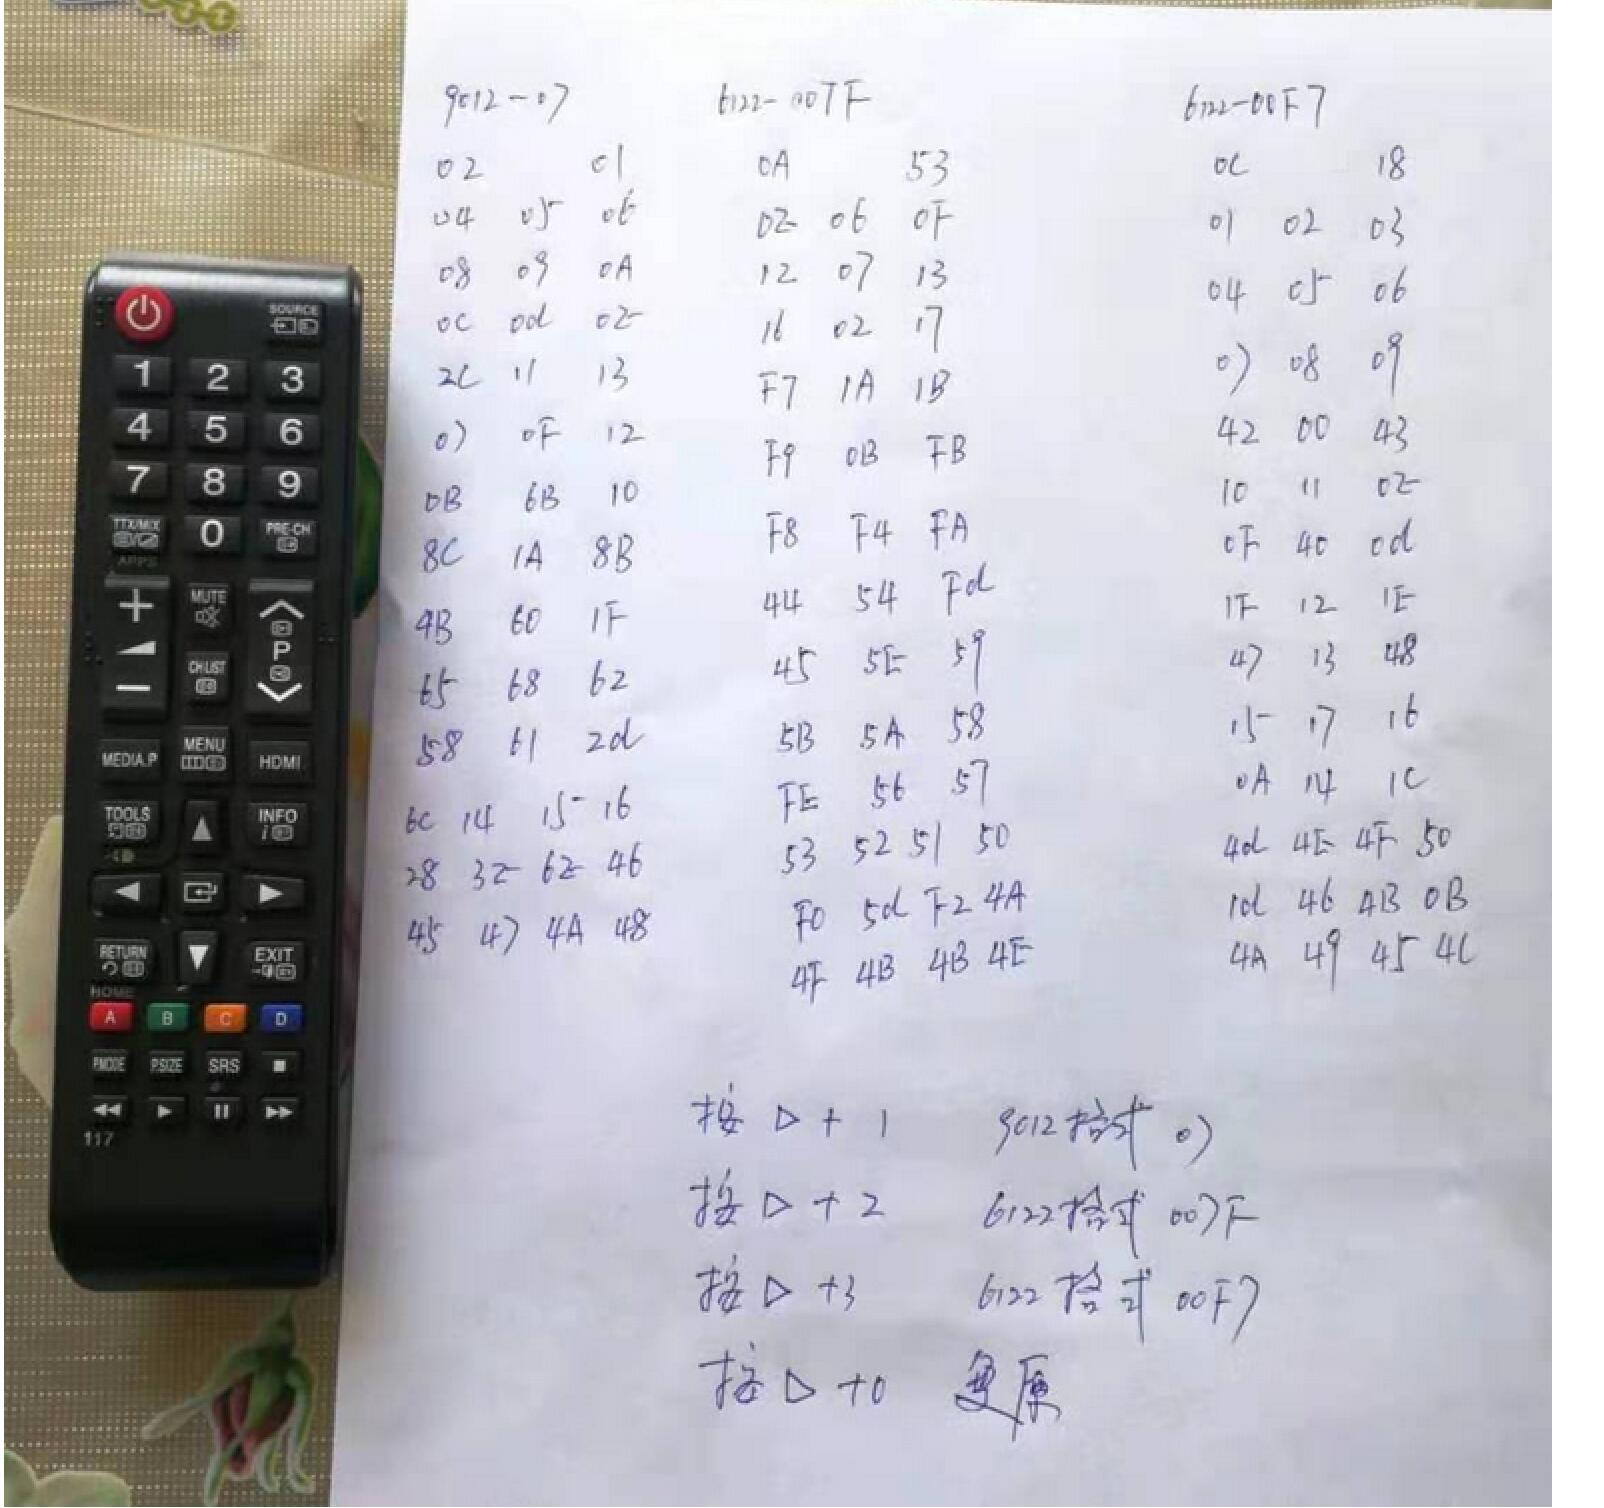 9012-07 6122-007F 6122-00F7
02 01 0A 53 0C 18
04 05 06 02 06 0F 01 02 03
08 09 0A 12 07 13 04 05 06
0C 0d 0E 16 02 17 07 08 09
2C 11 13 F7 1A 1B 42 00 43
07 0F 12 F9 0B FB 10 11 0E
0B 6B 10 F8 F4 FA 0F 40 0d
8C 1A 8B 44 54 Fd 1F 12 1E
4B 60 1F 45 5E 59 47 13 48
65 68 62 5B 5A 58 15 17 16
58 61 2d FE 56 57 0A 14 1C
6C 14 15 16 53 52 51 50 4d 4E 4F 50
28 3E 6E 46 F0 5d F2 4A 1d 46 4B 0B
45 47 4A 48 4F 4B 4B 4E 4A 49 45 4C
按 ▷ + 1 9012格式 07
按 ▷ + 2 6122格式 007F
按 ▷ +3 6122格式 00F7
按 ▷ +0 复原
SOURCE
1 2 3
4 5 6
7 8 9
TTX/MIX 0 PRE-CH
APPS
+ MUTE
P
− CH LIST
MEDIA.P MENU HDMI
TOOLS INFO
RETURN EXIT
HOME
A B C D
P.MODE P.SIZE SRS
117